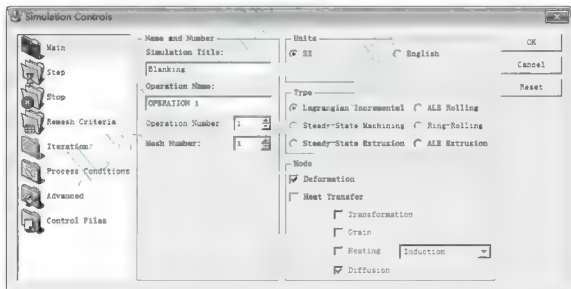 Simulation Controls
Main
Step
Stop
Remesh Criteria
Iteration
Process Conditions
Advanced
Control Files
Name and Number
Simulation Title:
Blanking
Operation Name:
OPERATION 1
Operation Number 1
Mesh Number: 1
Units
SI English
Type
Lagrangian Incremental ALE Rolling
Steady-State Machining Ring-Rolling
Steady-State Extrusion ALE Extrusion
Mode
Deformation
Heat Transfer
Transformation
Grain
Heating Induction
Diffusion
OK
Cancel
Reset